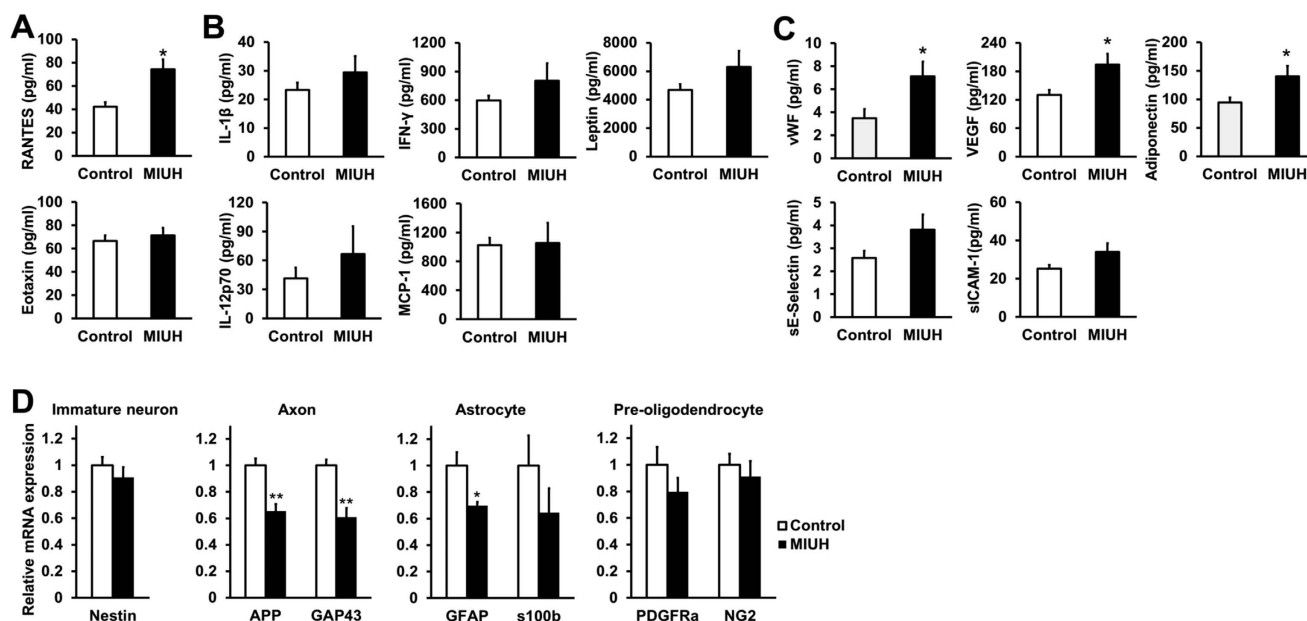 A
RANTES (pg/ml)
100
80
60
40
20
0
*
Control MIUH
Eotaxin (pg/ml)
100
80
60
40
20
0
Control MIUH
B
IL-1β (pg/ml)
40
30
20
10
0
Control MIUH
IFN-γ (pg/ml)
1200
900
600
300
0
Control MIUH
Leptin (pg/ml)
8000
6000
4000
2000
0
Control MIUH
IL-12p70 (pg/ml)
120
90
60
30
0
Control MIUH
MCP-1 (pg/ml)
1600
1300
1000
900
600
300
0
Control MIUH
C
vWF (pg/ml)
10
8
6
4
2
0
*
Control MIUH
VEGF (pg/ml)
240
180
120
60
0
*
Control MIUH
Adiponectin (pg/ml)
200
150
100
50
0
*
Control MIUH
sE-Selectin (pg/ml)
5
4
3
2
1
0
Control MIUH
sICAM-1(pg/ml)
60
40
20
0
Control MIUH
D
Relative mRNA expression
Immature neuron
1.2
1
0.8
0.6
0.4
0.2
0
Nestin
Axon
1.2
1
0.8
0.6
0.4
0.2
0
**
**
APP GAP43
Astrocyte
1.2
1
0.8
0.6
0.4
0.2
0
*
GFAP s100b
Pre-oligodendrocyte
1.2
1
0.8
0.6
0.4
0.2
0
PDGFRa NG2
Control
MIUH